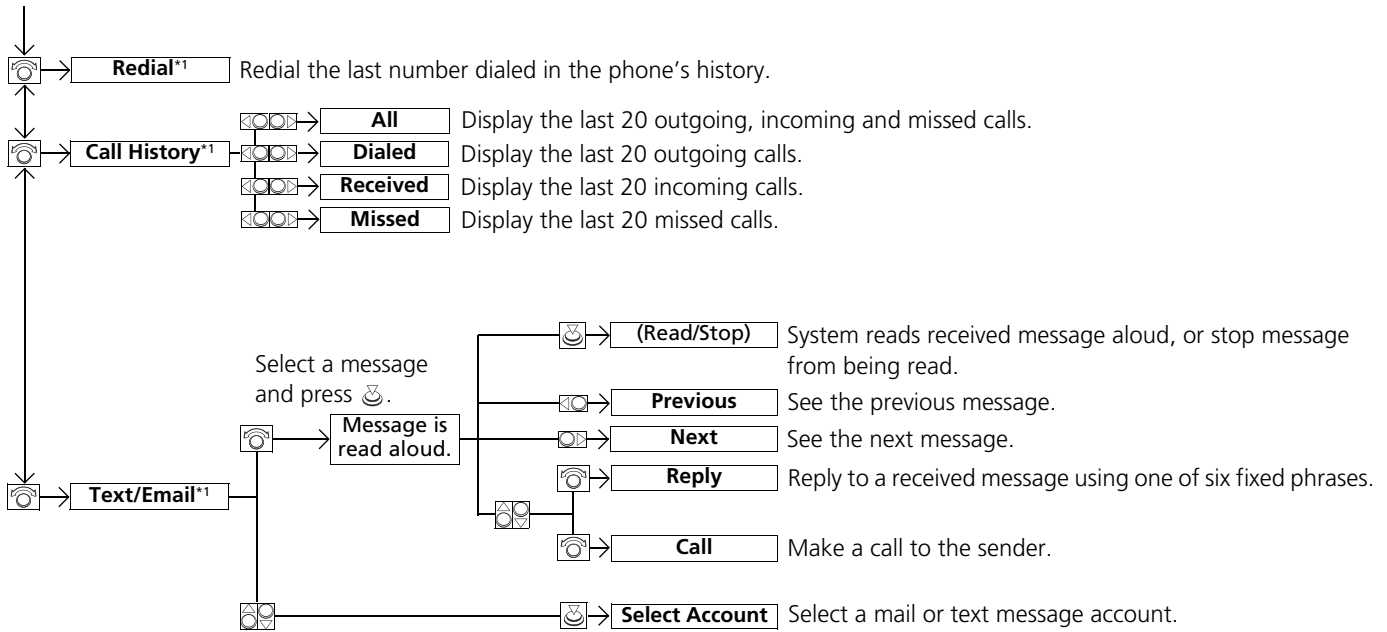 Redial*1 Redial the last number dialed in the phone's history.
All Display the last 20 outgoing, incoming and missed calls.
Call History*1 Dialed Display the last 20 outgoing calls.
Received Display the last 20 incoming calls.
Missed Display the last 20 missed calls.
(Read/Stop) System reads received message aloud, or stop message
from being read.
Select a message
and press .
Previous See the previous message.
Message is
read aloud.
Next See the next message.
Text/Email*1
Reply Reply to a received message using one of six fixed phrases.
Call Make a call to the sender.
Select Account Select a mail or text message account.